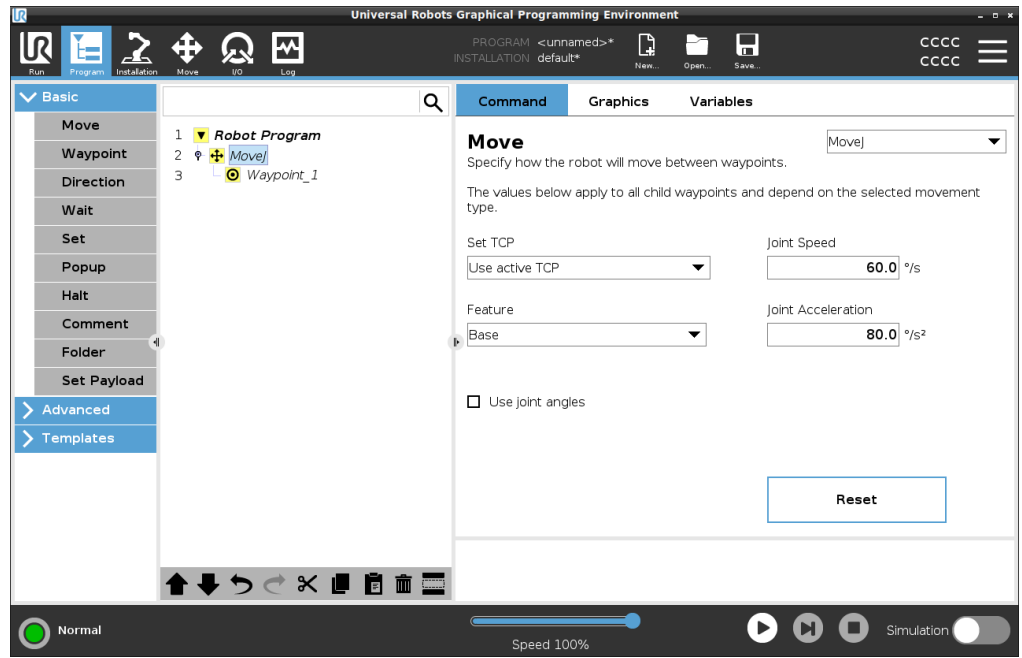 UR
Universal Robots Graphical Programming Environment
UR
Run
Program
Installation
Move
I/O
Log
PROGRAM <unnamed>*
INSTALLATION default*
New...
Open...
Save...
CCCC
CCCC
Basic
Move
Waypoint
Direction
Wait
Set
Popup
Halt
Comment
Folder
Set Payload
Advanced
Templates
1 Robot Program
2 MoveJ
3 Waypoint_1
Command Graphics Variables
Move
MoveJ
Specify how the robot will move between waypoints.
The values below apply to all child waypoints and depend on the selected movement
type.
Set TCP
Use active TCP
Joint Speed
60.0 °/s
Feature
Base
Joint Acceleration
80.0 °/s²
Use joint angles
Reset
Normal
Speed 100%
Simulation